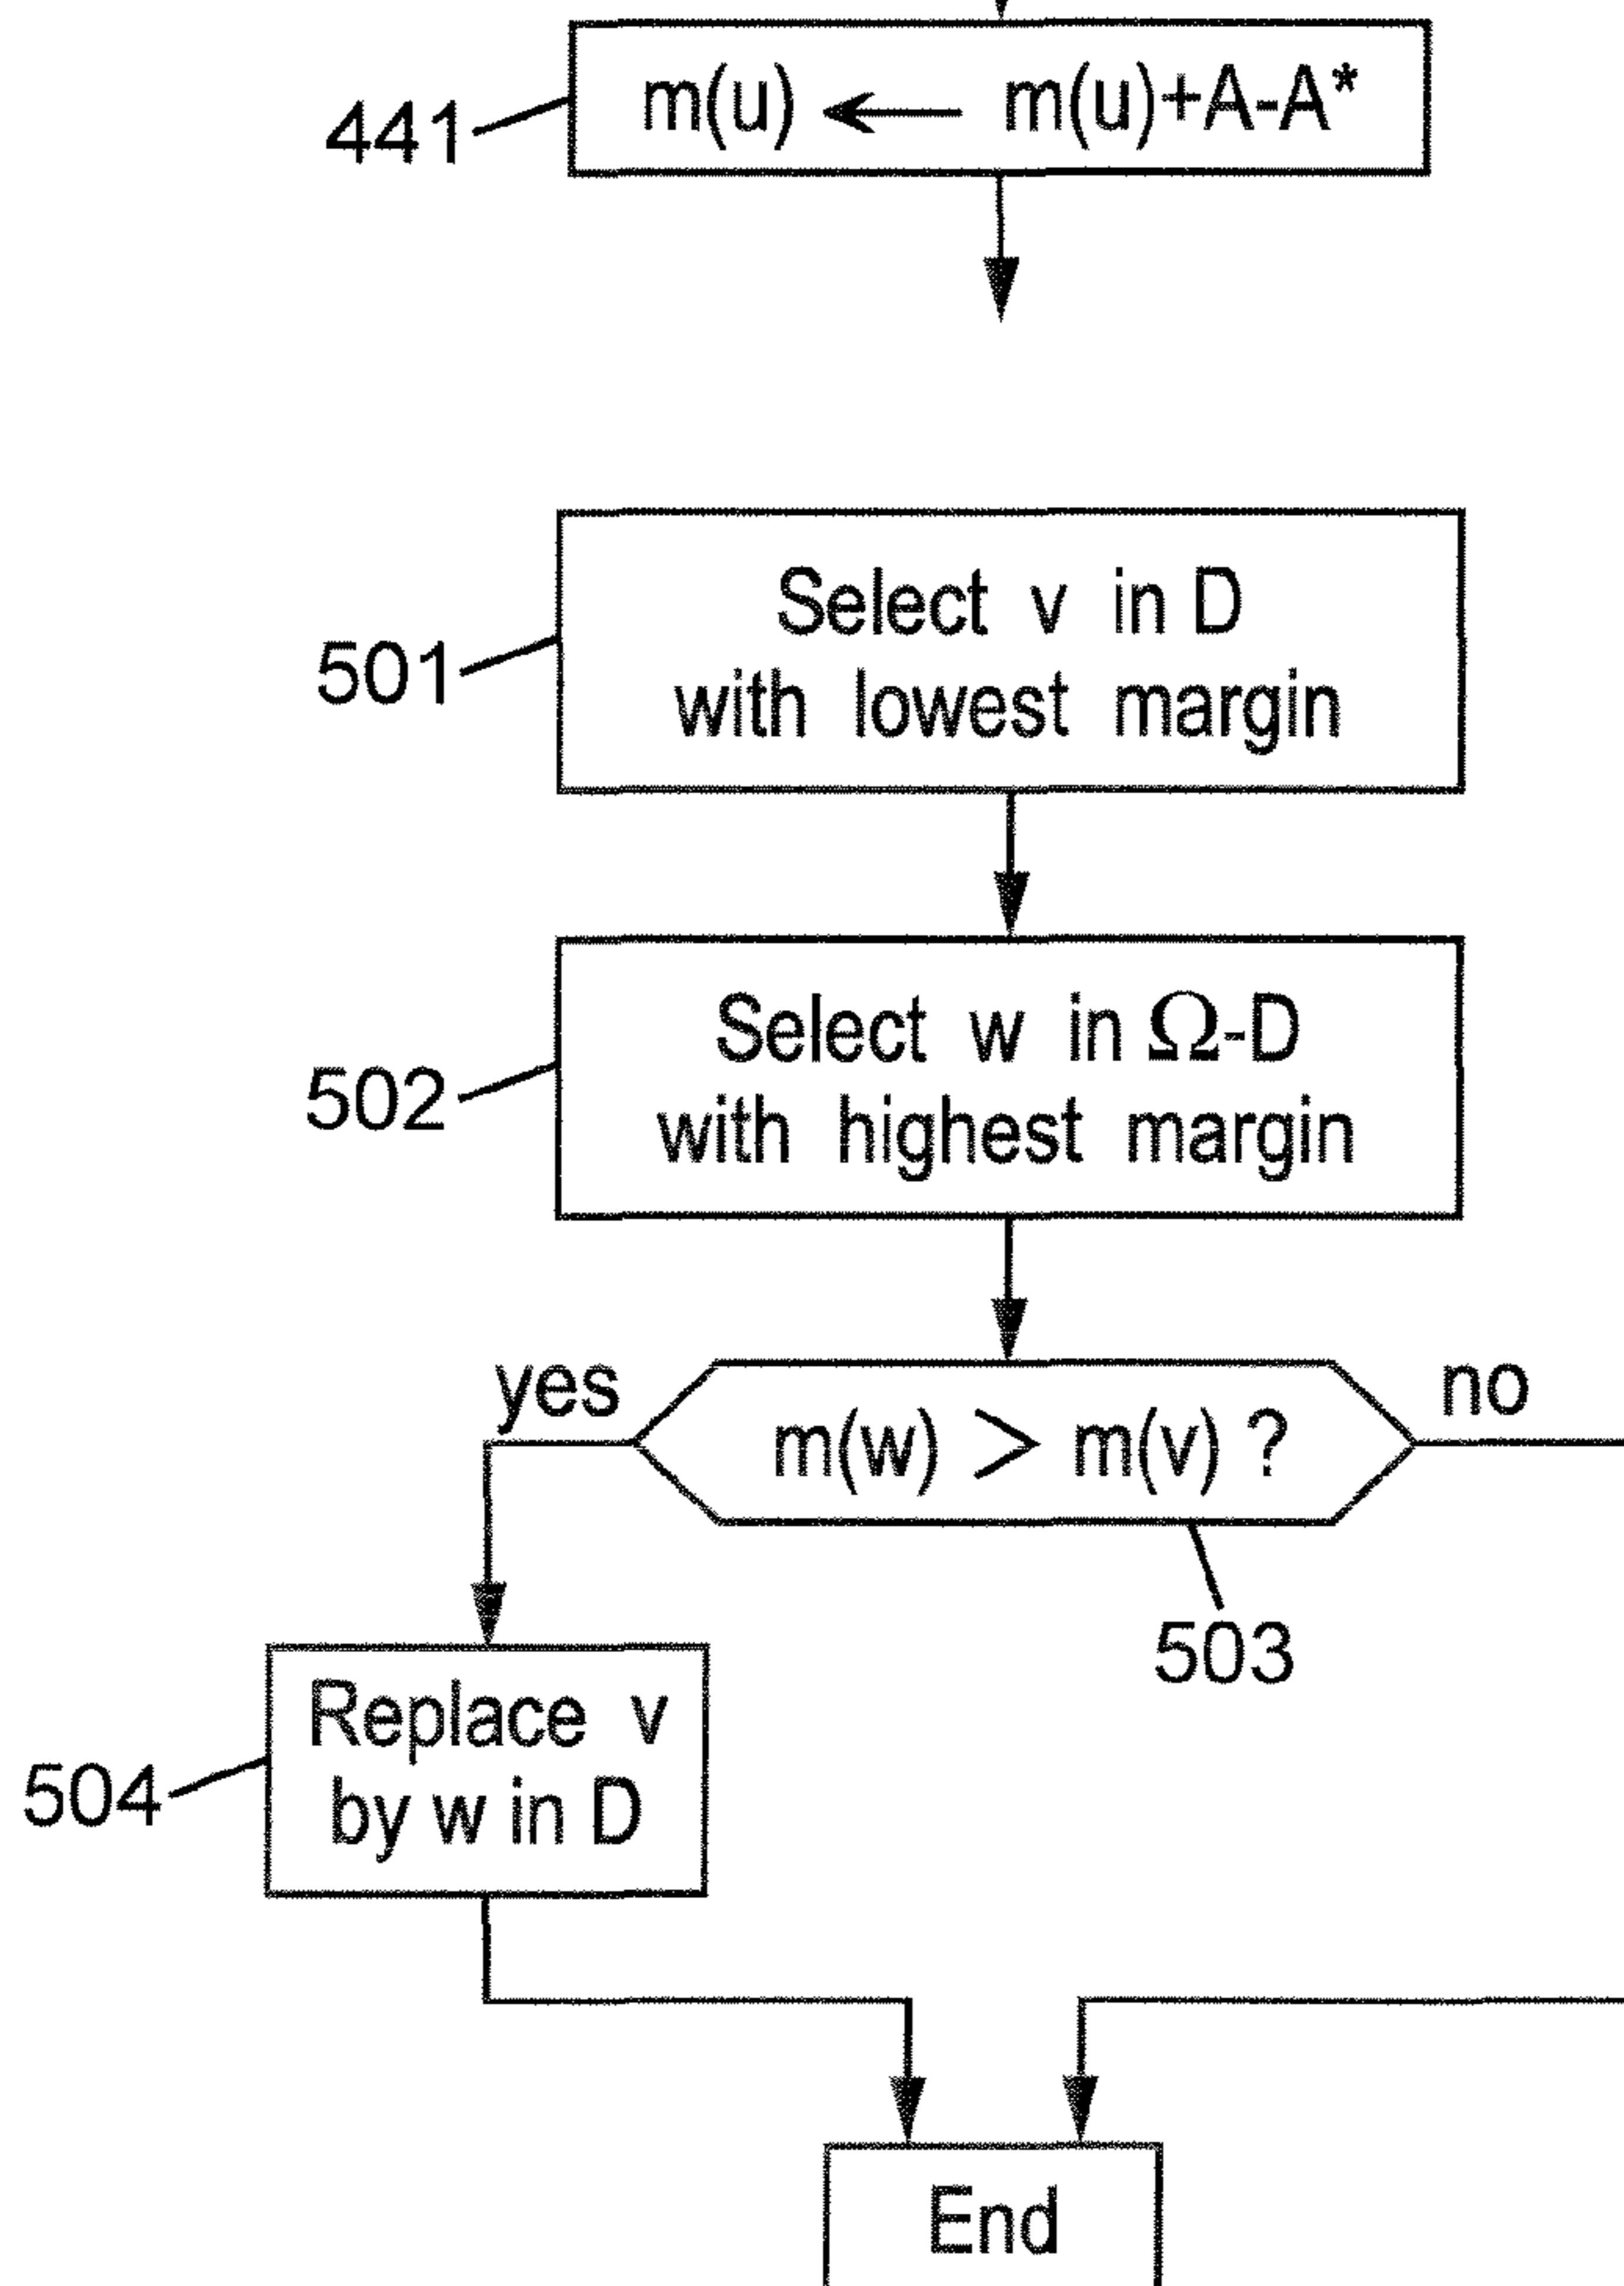 441
m(u) ← m(u)+A-A*
501
Select v in D
with lowest margin
502
Select w in Ω-D
with highest margin
yes
no
m(w) > m(v) ?
503
504
Replace v
by w in D
End